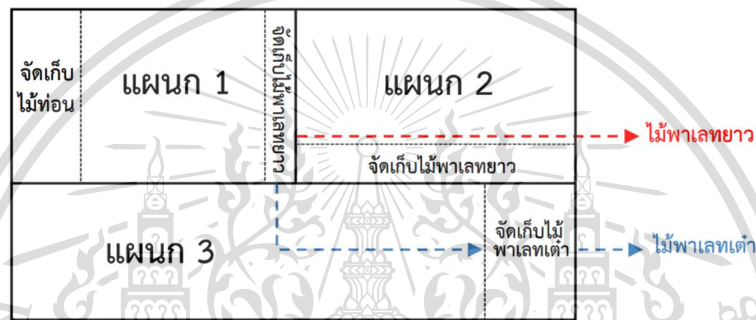 จัดเก็บ
ไม้ท่อน
แผนก 1
จัดเก็บไม้พาเลทยาว
แผนก 2
ไม้พาเลทยาว
จัดเก็บไม้พาเลทยาว
แผนก 3
จัดเก็บไม้
พาเลทเต๋า
ไม้พาเลทเต๋า